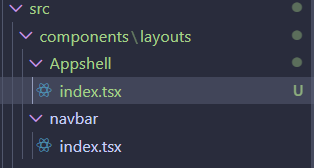 src
components\layouts
Appshell
index.tsx U
navbar
index.tsx